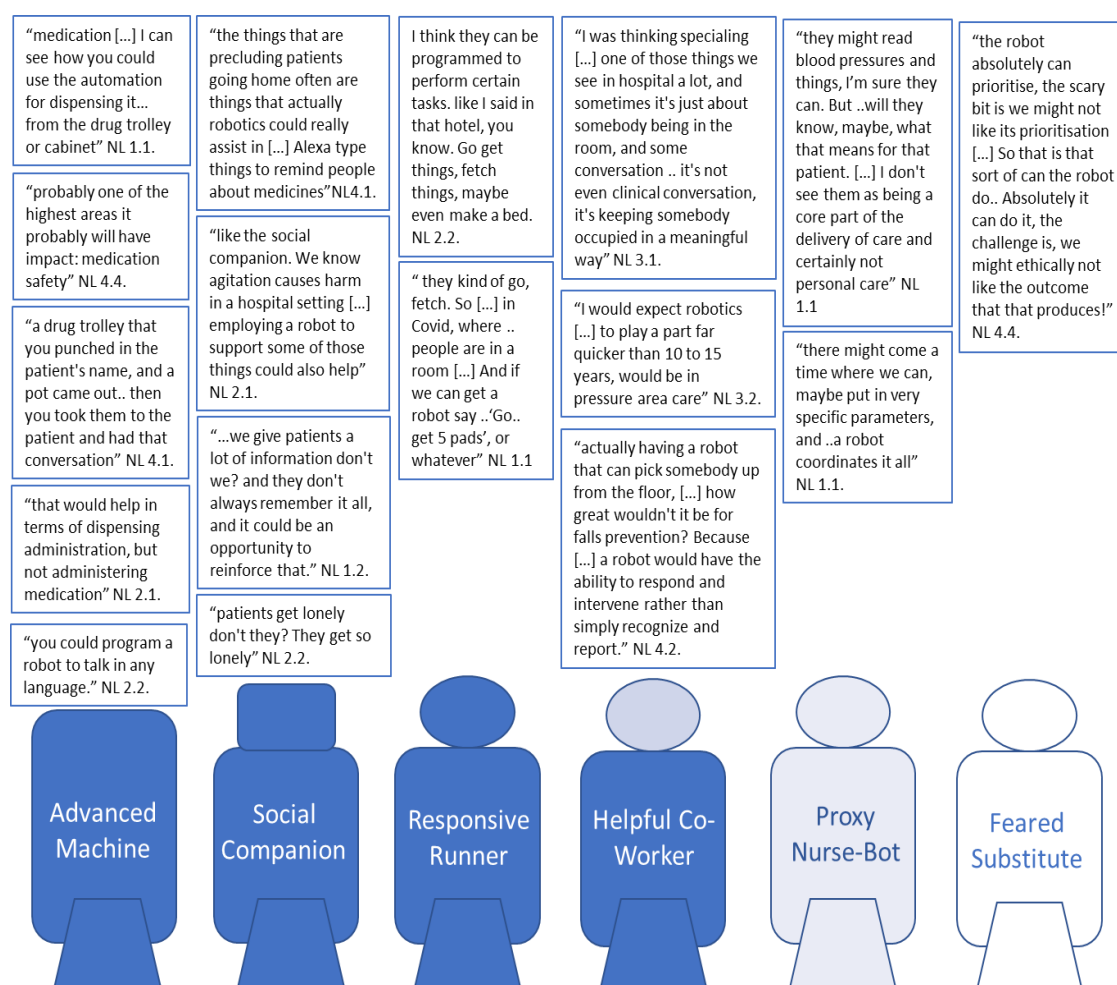 “medication […] I can
see how you could
use the automation
for dispensing it…
from the drug trolley
or cabinet” NL 1.1.
“probably one of the
highest areas it
probably will have
impact: medication
safety” NL 4.4.
“a drug trolley that
you punched in the
patient's name, and a
pot came out.. then
you took them to the
patient and had that
conversation” NL 4.1.
“that would help in
terms of dispensing
administration, but
not administering
medication” NL 2.1.
“you could program a
robot to talk in any
language.” NL 2.2.
“the things that are
precluding patients
going home often are
things that actually
robotics could really
assist in […] Alexa type
things to remind people
about medicines”NL4.1.
“like the social
companion. We know
agitation causes harm
in a hospital setting […]
employing a robot to
support some of those
things could also help”
NL 2.1.
“…we give patients a
lot of information don't
we? and they don't
always remember it all,
and it could be an
opportunity to
reinforce that.” NL 1.2.
“patients get lonely
don't they? They get so
lonely” NL 2.2.
I think they can be
programmed to
perform certain
tasks. like I said in
that hotel, you
know. Go get
things, fetch
things, maybe
even make a bed.
NL 2.2.
“ they kind of go,
fetch. So […] in
Covid, where ..
people are in a
room […] And if
we can get a
robot say ..‘Go..
get 5 pads’, or
whatever” NL 1.1
“I was thinking specialing
[…] one of those things we
see in hospital a lot, and
sometimes it's just about
somebody being in the
room, and some
conversation .. it's not
even clinical conversation,
it's keeping somebody
occupied in a meaningful
way” NL 3.1.
“I would expect robotics
[…] to play a part far
quicker than 10 to 15
years, would be in
pressure area care” NL 3.2.
“actually having a robot
that can pick somebody up
from the floor, […] how
great wouldn't it be for
falls prevention? Because
[…] a robot would have the
ability to respond and
intervene rather than
simply recognize and
report.” NL 4.2.
“they might read
blood pressures and
things, I’m sure they
can. But ..will they
know, maybe, what
that means for that
patient. […] I don't
see them as being a
core part of the
delivery of care and
certainly not
personal care” NL
1.1
“there might come a
time where we can,
maybe put in very
specific parameters,
and ..a robot
coordinates it all”
NL 1.1.
“the robot
absolutely can
prioritise, the scary
bit is we might not
like its prioritisation
[…] So that is that
sort of can the robot
do.. Absolutely it
can do it, the
challenge is, we
might ethically not
like the outcome
that that produces!”
NL 4.4.
Advanced
Machine
Social
Companion
Responsive
Runner
Helpful Co-
Worker
Proxy
Nurse-Bot
Feared
Substitute